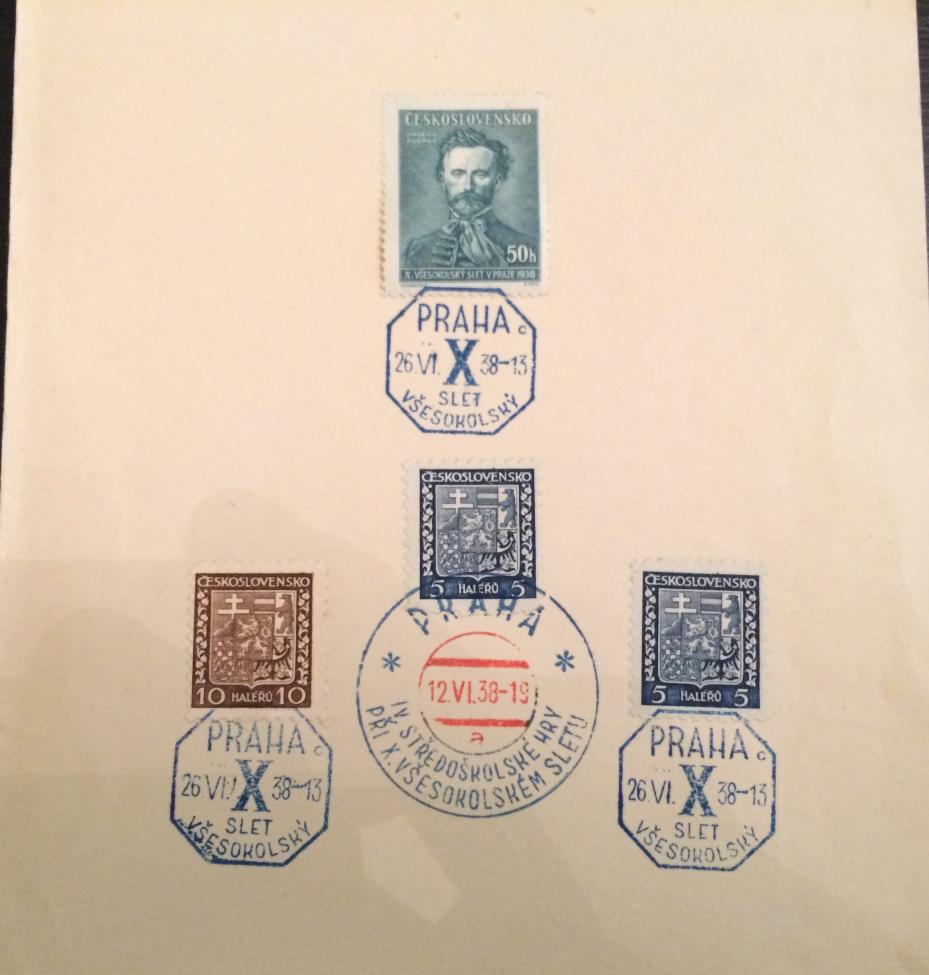 ČESKOSLOVENSKO
JINDŘICH
FÜGNER
50h
X. VŠESOKOLSKÝ SLET V PRAZE 1938
PRAHA c
26.VI. X 38-13
SLET
VŠESOKOLSKÝ
ČESKOSLOVENSKO
5 HALÉŘŮ 5
ČESKOSLOVENSKO
10 HALÉŘŮ 10
ČESKOSLOVENSKO
5 HALÉŘŮ 5
PRAHA
* *
12.VI.38-19
a
IV STŘEDOŠKOLSKÉ HRY
PŘI X. VŠESOKOLSKÉM SLETU
PRAHA c
26.VI. X 38-13
SLET
VŠESOKOLSKÝ
PRAHA c
26.VI. X 38-13
SLET
VŠESOKOLSKÝ